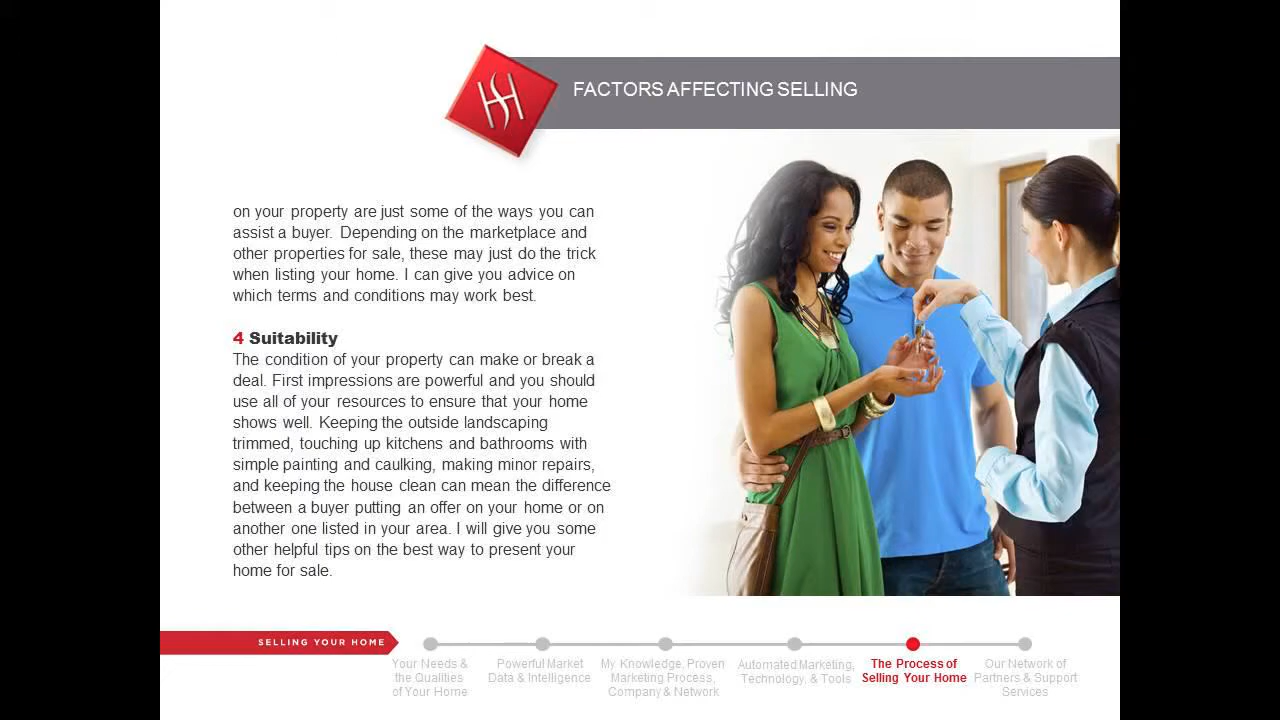 FACTORS AFFECTING SELLING
on your property are just some of the ways you can
assist a buyer. Depending on the marketplace and
other properties for sale, these may just do the trick
when listing your home. I can give you advice on
which terms and conditions may work best.
4 Suitability
The condition of your property can make or break a
deal. First impressions are powerful and you should
use all of your resources to ensure that your home
shows well. Keeping the outside landscaping
trimmed, touching up kitchens and bathrooms with
simple painting and caulking, making minor repairs,
and keeping the house clean can mean the difference
between a buyer putting an offer on your home or on
another one listed in your area. I will give you some
other helpful tips on the best way to present your
home for sale.
SELLING YOUR HOME
Your Needs &
the Qualities
of Your Home
Powerful Market
Data & Intelligence
My Knowledge, Proven
Marketing Process,
Company & Network
Automated Marketing,
Technology, & Tools
The Process of
Selling Your Home
Our Network of
Partners & Support
Services